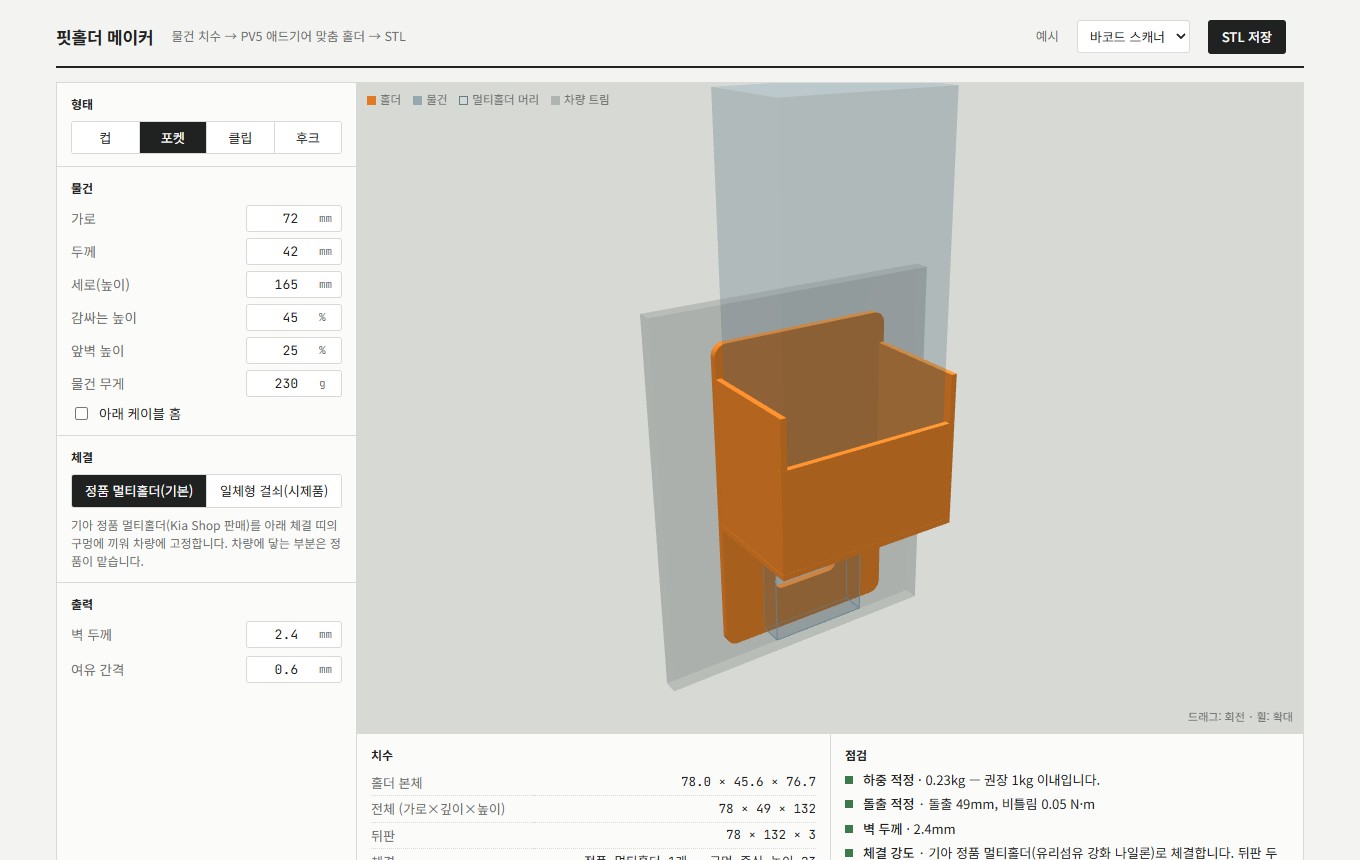 핏홀더 메이커
물건 치수 → PV5 애드기어 맞춤 홀더 → STL
예시
바코드 스캐너
STL 저장
형태
컵
포켓
클립
후크
물건
가로
72 mm
두께
42 mm
세로(높이)
165 mm
감싸는 높이
45 %
앞벽 높이
25 %
물건 무게
230 g
아래 케이블 홈
체결
정품 멀티홀더(기본)
일체형 걸쇠(시제품)
기아 정품 멀티홀더(Kia Shop 판매)를 아래 체결 띠의
구멍에 끼워 차량에 고정합니다. 차량에 닿는 부분은 정
품이 맡습니다.
출력
벽 두께
2.4 mm
여유 간격
0.6 mm
홀더
물건
멀티홀더 머리
차량 트림
드래그: 회전 · 휠: 확대
치수
홀더 본체
78.0 × 45.6 × 76.7
전체 (가로×깊이×높이)
78 × 49 × 132
뒤판
78 × 132 × 3
점검
하중 적정 · 0.23kg — 권장 1kg 이내입니다.
돌출 적정 · 돌출 49mm, 비틀림 0.05 N·m
벽 두께 · 2.4mm
체결 강도 · 기아 정품 멀티홀더(유리섬유 강화 나일론)로 체결합니다. 뒤판 두